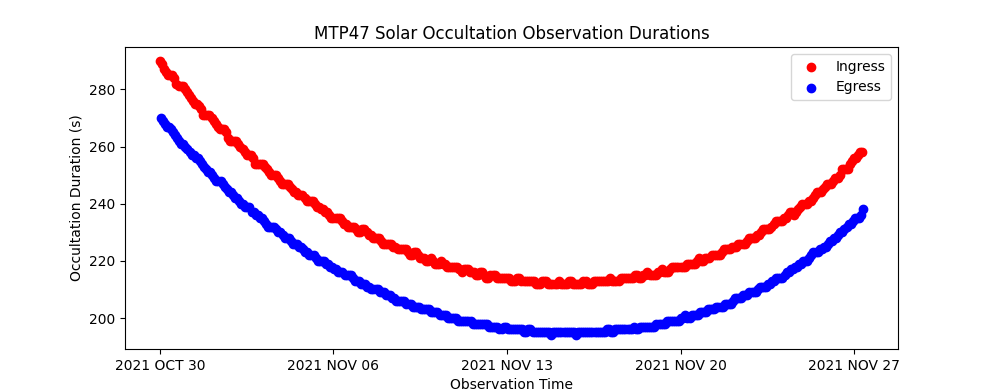 MTP47 Solar Occultation Observation Durations
Ingress
Egress
Occultation Duration (s)
280
260
240
220
200
2021 OCT 30
2021 NOV 06
2021 NOV 13
2021 NOV 20
2021 NOV 27
Observation Time